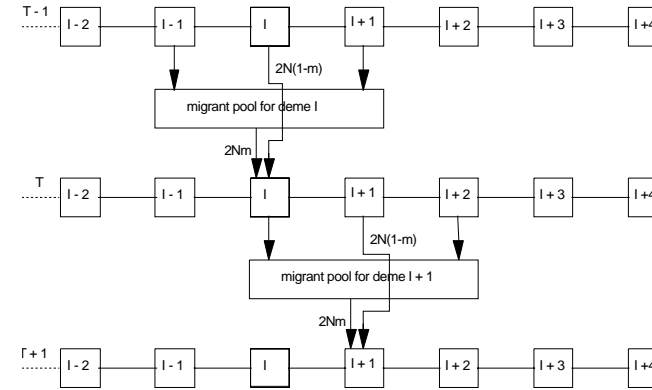 T - 1
I - 2 I - 1 I I + 1 I + 2 I + 3 I +4
2N(1-m)
migrant pool for deme I
2Nm
T
I - 2 I - 1 I I + 1 I + 2 I + 3 I +4
2N(1-m)
migrant pool for deme I + 1
2Nm
T + 1
I - 2 I - 1 I I + 1 I + 2 I + 3 I +4